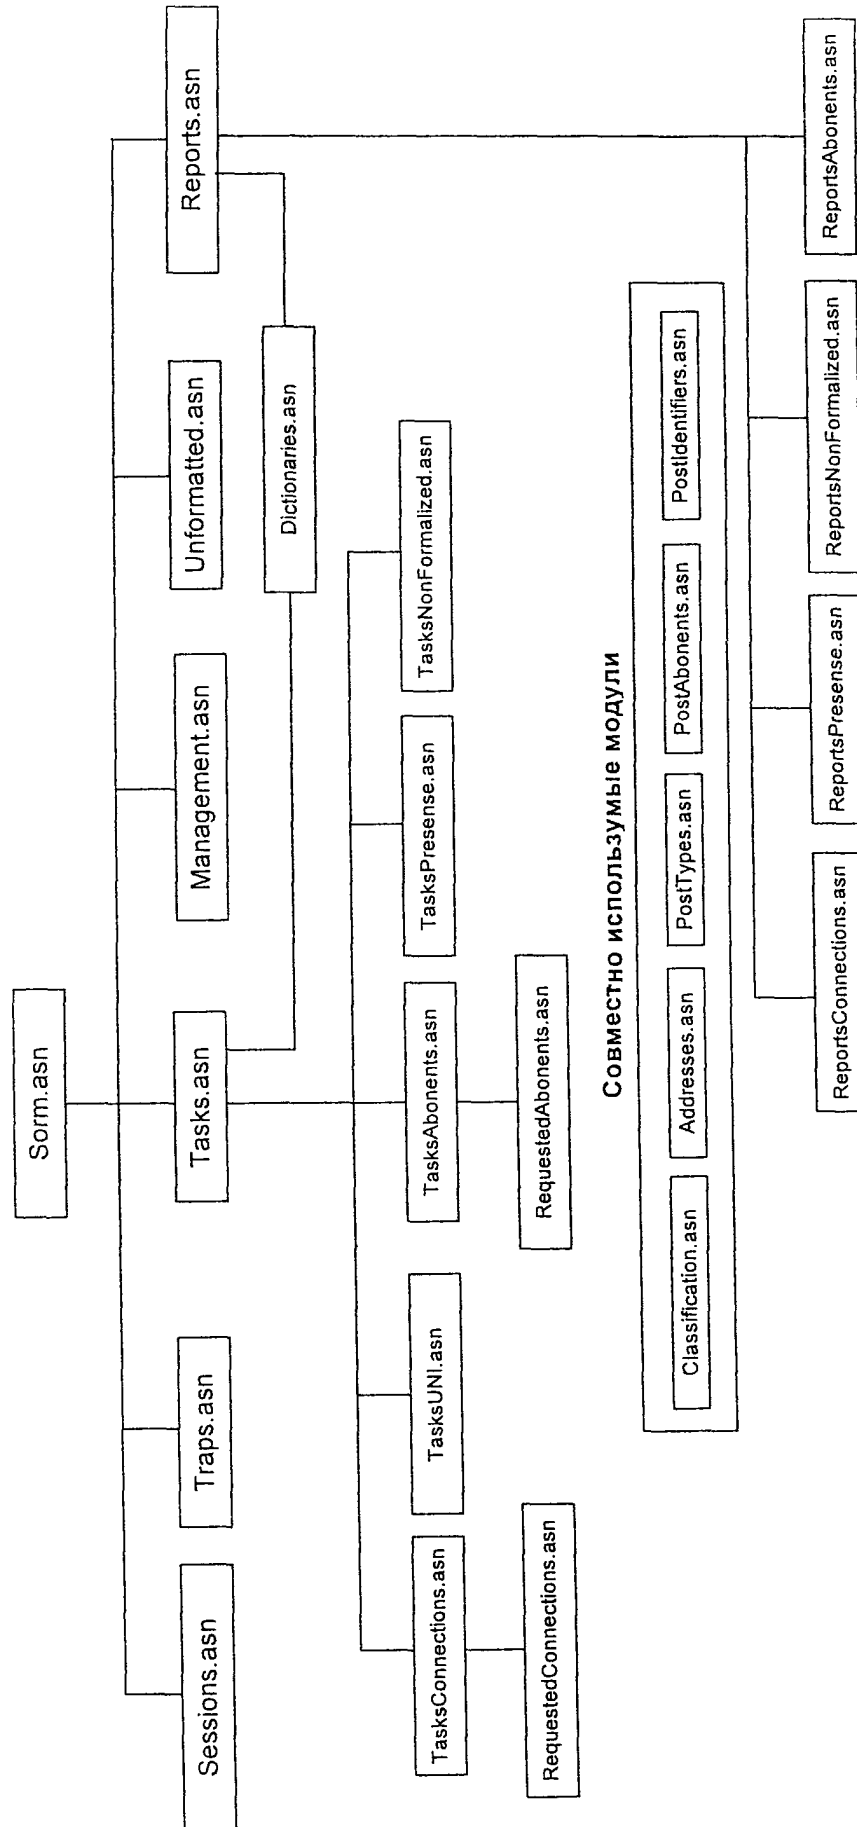 Sorm.asn
Sessions.asn
Traps.asn
Tasks.asn
Management.asn
Unformatted.asn
Reports.asn
Dictionaries.asn
TasksConnections.asn
TasksUNI.asn
TasksAbonents.asn
TasksPresense.asn
TasksNonFormalized.asn
RequestedConnections.asn
RequestedAbonents.asn
Совместно использумые модули
Classification.asn
Addresses.asn
PostTypes.asn
PostAbonents.asn
PostIdentifiers.asn
ReportsConnections.asn
ReportsPresense.asn
ReportsNonFormalized.asn
ReportsAbonents.asn